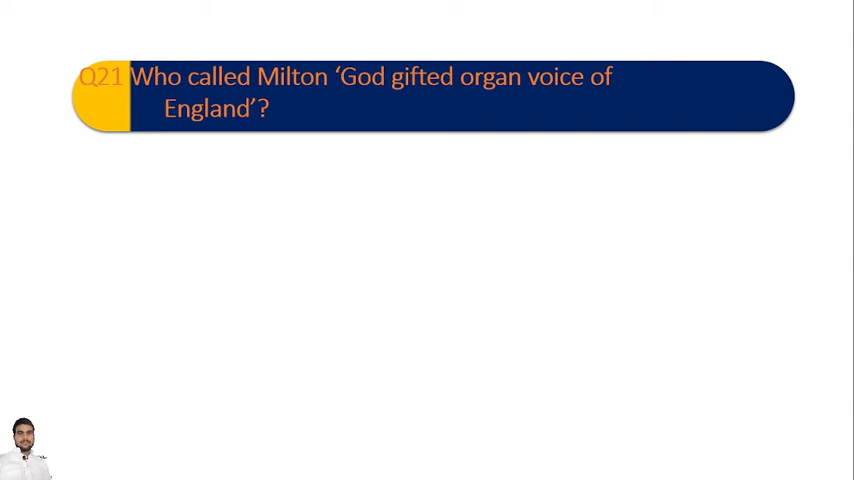 Q21 Who called Milton ‘God gifted organ voice of
England’?